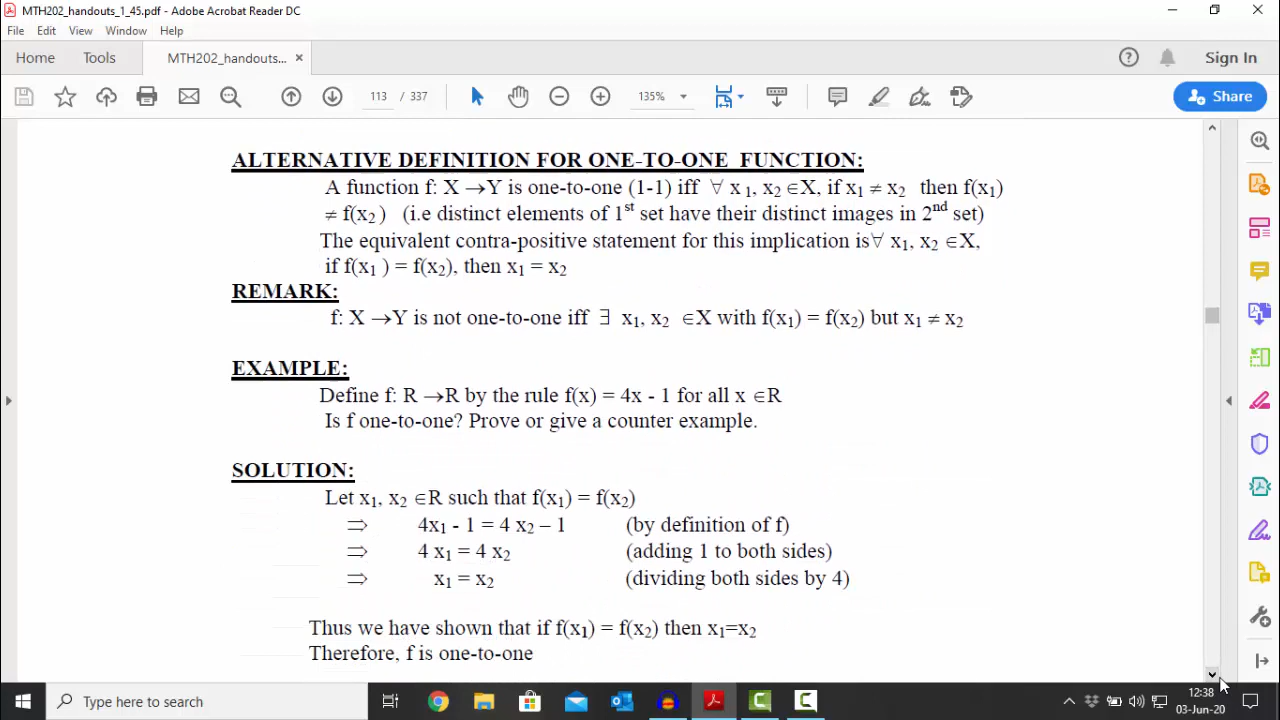 MTH202_handouts_1_45.pdf - Adobe Acrobat Reader DC
File Edit View Window Help
Home Tools MTH202_handouts... × Sign In
113 / 337 135% Share
ALTERNATIVE DEFINITION FOR ONE-TO-ONE FUNCTION:
A function f: X →Y is one-to-one (1-1) iff ∀ x₁, x₂ ∈X, if x₁ ≠ x₂ then f(x₁)
≠ f(x₂) (i.e distinct elements of 1st set have their distinct images in 2nd set)
The equivalent contra-positive statement for this implication is∀ x₁, x₂ ∈X,
if f(x₁ ) = f(x₂), then x₁ = x₂
REMARK:
f: X →Y is not one-to-one iff ∃ x₁, x₂ ∈X with f(x₁) = f(x₂) but x₁ ≠ x₂
EXAMPLE:
Define f: R →R by the rule f(x) = 4x - 1 for all x ∈R
Is f one-to-one? Prove or give a counter example.
SOLUTION:
Let x₁, x₂ ∈R such that f(x₁) = f(x₂)
⇒ 4x₁ - 1 = 4 x₂ – 1 (by definition of f)
⇒ 4 x₁ = 4 x₂ (adding 1 to both sides)
⇒ x₁ = x₂ (dividing both sides by 4)
Thus we have shown that if f(x₁) = f(x₂) then x₁=x₂
Therefore, f is one-to-one
Type here to search
12:38
03-Jun-20